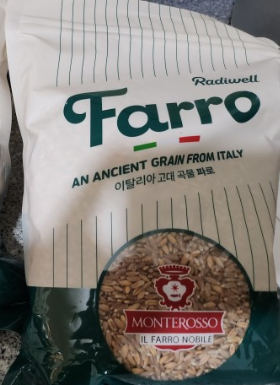 Radiwell
Farro
AN ANCIENT GRAIN FROM ITALY
이탈리아 고대 곡물 파로
MONTEROSSO
IL FARRO NOBILE